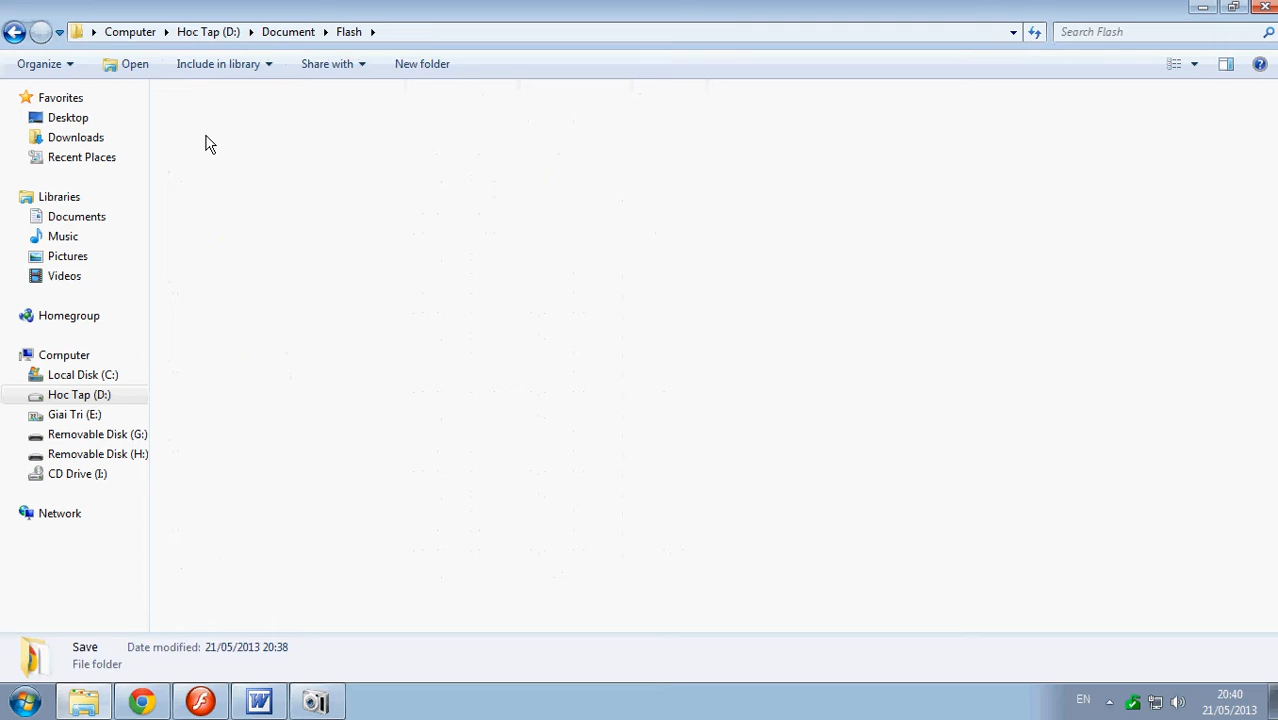 Computer Hoc Tap (D:) Document Flash Search Flash
Organize Open Include in library Share with New folder
Favorites
Desktop
Downloads
Recent Places
Libraries
Documents
Music
Pictures
Videos
Homegroup
Computer
Local Disk (C:)
Hoc Tap (D:)
Giai Tri (E:)
Removable Disk (G:)
Removable Disk (H:)
CD Drive (I:)
Network
Save Date modified: 21/05/2013 20:38
File folder
EN 20:40
21/05/2013